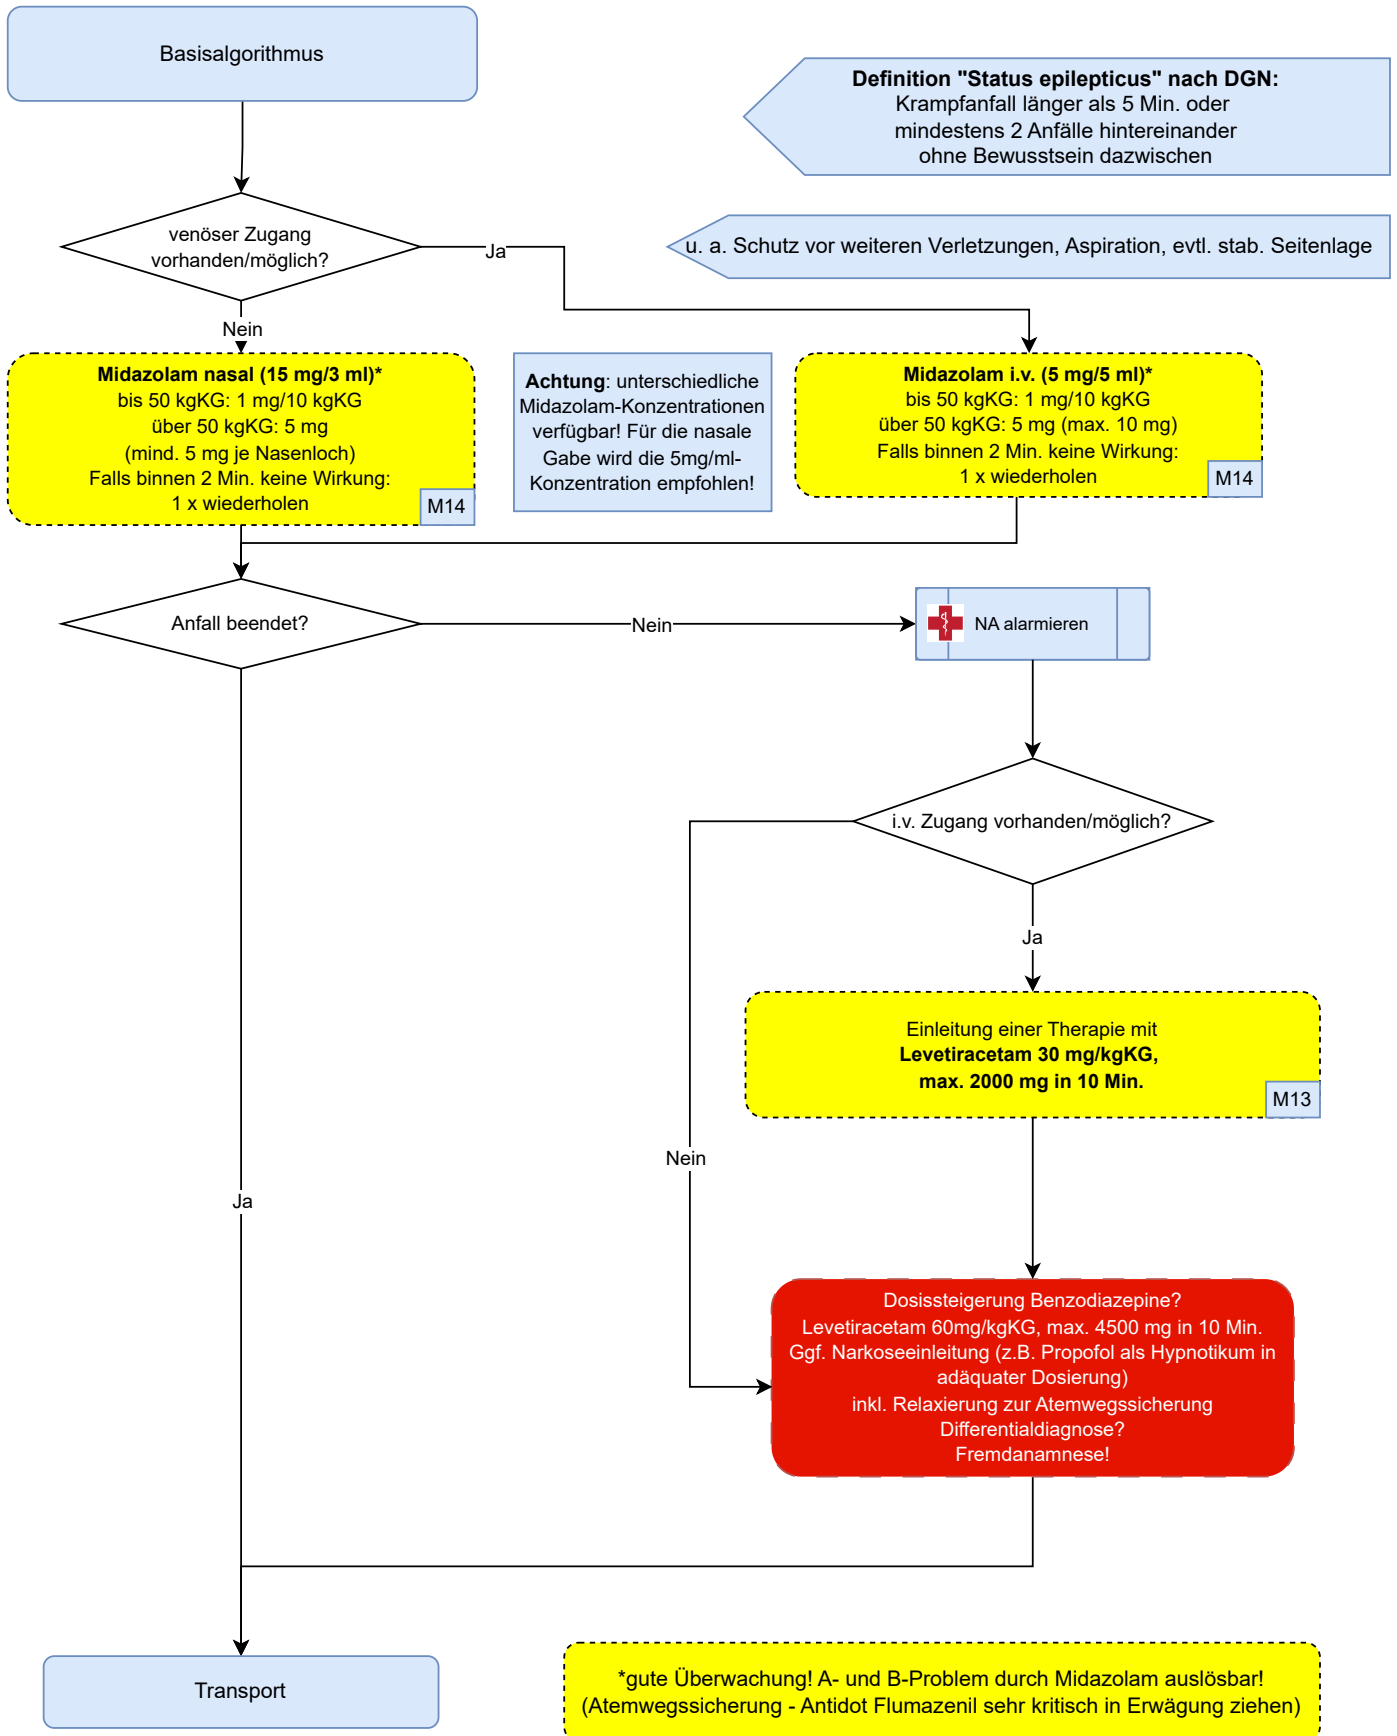 Basisalgorithmus
Definition "Status epilepticus" nach DGN:
Krampfanfall länger als 5 Min. oder
mindestens 2 Anfälle hintereinander
ohne Bewusstsein dazwischen
venöser Zugang
vorhanden/möglich?
Ja
u. a. Schutz vor weiteren Verletzungen, Aspiration, evtl. stab. Seitenlage
Nein
Midazolam nasal (15 mg/3 ml)*
bis 50 kgKG: 1 mg/10 kgKG
über 50 kgKG: 5 mg
(mind. 5 mg je Nasenloch)
Falls binnen 2 Min. keine Wirkung:
1 x wiederholen
M14
Achtung: unterschiedliche
Midazolam-Konzentrationen
verfügbar! Für die nasale
Gabe wird die 5mg/ml-
Konzentration empfohlen!
Midazolam i.v. (5 mg/5 ml)*
bis 50 kgKG: 1 mg/10 kgKG
über 50 kgKG: 5 mg (max. 10 mg)
Falls binnen 2 Min. keine Wirkung:
1 x wiederholen
M14
Anfall beendet?
Nein
NA alarmieren
i.v. Zugang vorhanden/möglich?
Ja
Einleitung einer Therapie mit
Levetiracetam 30 mg/kgKG,
max. 2000 mg in 10 Min.
M13
Nein
Ja
Dosissteigerung Benzodiazepine?
Levetiracetam 60mg/kgKG, max. 4500 mg in 10 Min.
Ggf. Narkoseeinleitung (z.B. Propofol als Hypnotikum in
adäquater Dosierung)
inkl. Relaxierung zur Atemwegssicherung
Differentialdiagnose?
Fremdanamnese!
Transport
*gute Überwachung! A- und B-Problem durch Midazolam auslösbar!
(Atemwegssicherung - Antidot Flumazenil sehr kritisch in Erwägung ziehen)